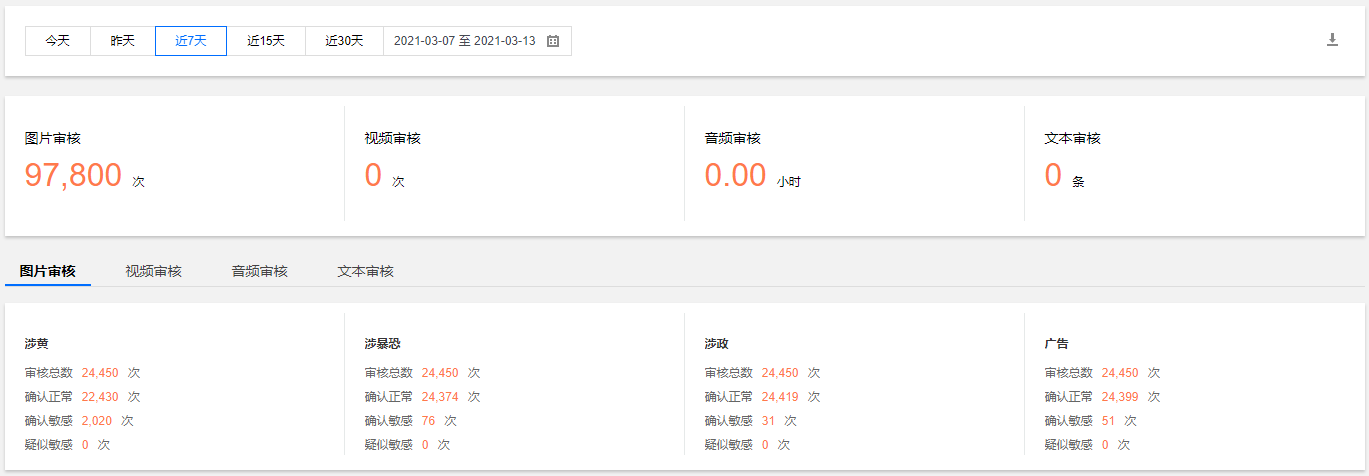 今天 昨天 近7天 近15天 近30天 2021-03-07 至 2021-03-13
图片审核 视频审核 音频审核 文本审核
97,800 次 0 次 0.00 小时 0 条
图片审核 视频审核 音频审核 文本审核
涉黄 涉暴恐 涉政 广告
审核总数 24,450 次 审核总数 24,450 次 审核总数 24,450 次 审核总数 24,450 次
确认正常 22,430 次 确认正常 24,374 次 确认正常 24,419 次 确认正常 24,399 次
确认敏感 2,020 次 确认敏感 76 次 确认敏感 31 次 确认敏感 51 次
疑似敏感 0 次 疑似敏感 0 次 疑似敏感 0 次 疑似敏感 0 次